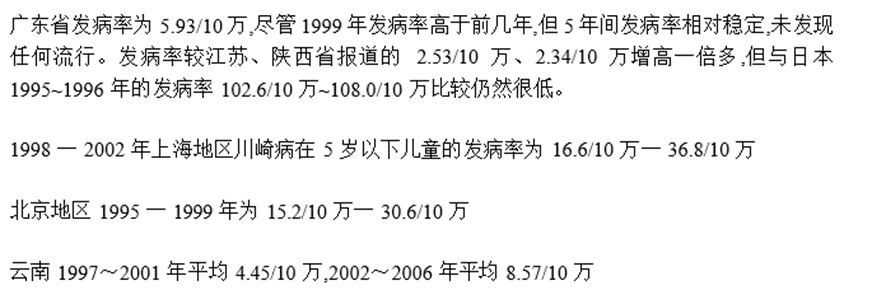 广东省发病率为 5.93/10 万,尽管 1999 年发病率高于前几年,但 5 年间发病率相对稳定,未发现
任何流行。发病率较江苏、陕西省报道的 2.53/10 万、2.34/10 万增高一倍多,但与日本
1995~1996 年的发病率 102.6/10 万~108.0/10 万比较仍然很低。
1998 一 2002 年上海地区川崎病在 5 岁以下儿童的发病率为 16.6/10 万一 36.8/10 万
北京地区 1995 一 1999 年为 15.2/10 万一 30.6/10 万
云南 1997～2001 年平均 4.45/10 万,2002～2006 年平均 8.57/10 万